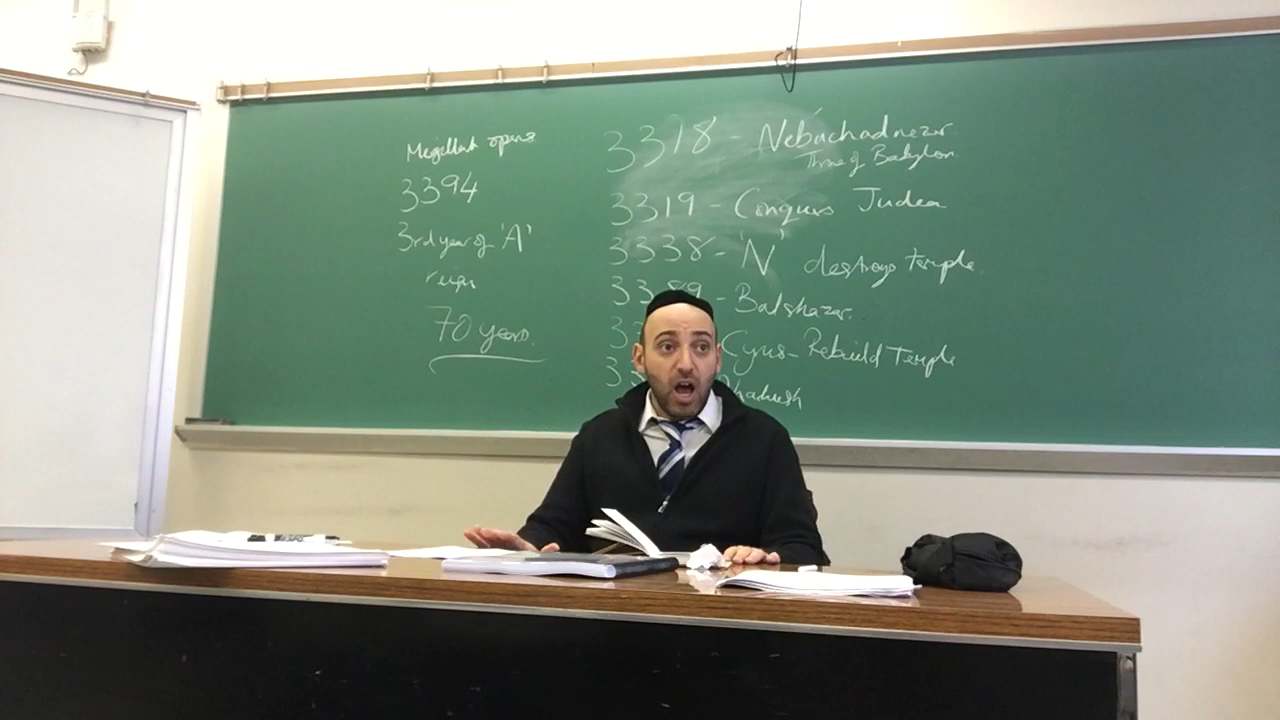 Megillah opens
3394
3rd year of 'A'
reign
70 years.
3318 - Nebuchadnezar
Throne of Babylon.
3319 - Conquers Judea
3338 - 'N' destroys temple
3389 - Balshazar.
Cyrus - Rebuild Temple